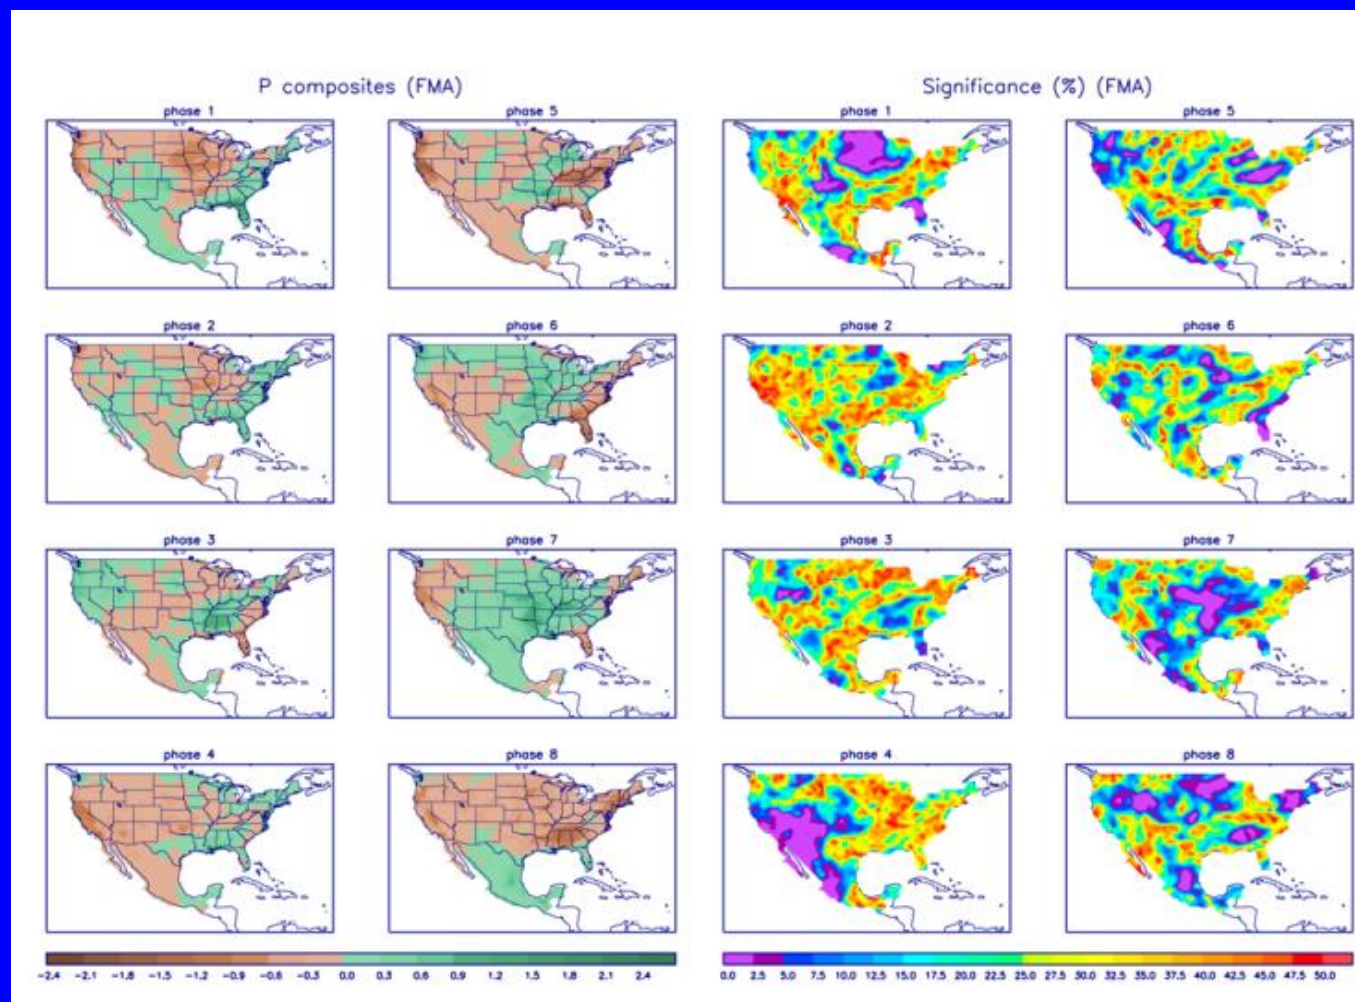 P composites (FMA)
Significance (%) (FMA)
phase 1
phase 5
phase 1
phase 5
phase 2
phase 6
phase 2
phase 6
phase 3
phase 7
phase 3
phase 7
phase 4
phase 8
phase 4
phase 8
-2.4 -2.1 -1.8 -1.5 -1.2 -0.9 -0.6 -0.3 0.0 0.3 0.6 0.9 1.2 1.5 1.8 2.1 2.4
0.0 2.5 5.0 10.0 15.0 17.5 20.0 22.5 25.0 27.5 30.0 32.5 35.0 37.5 40.0 42.5 45.0 47.5 50.0